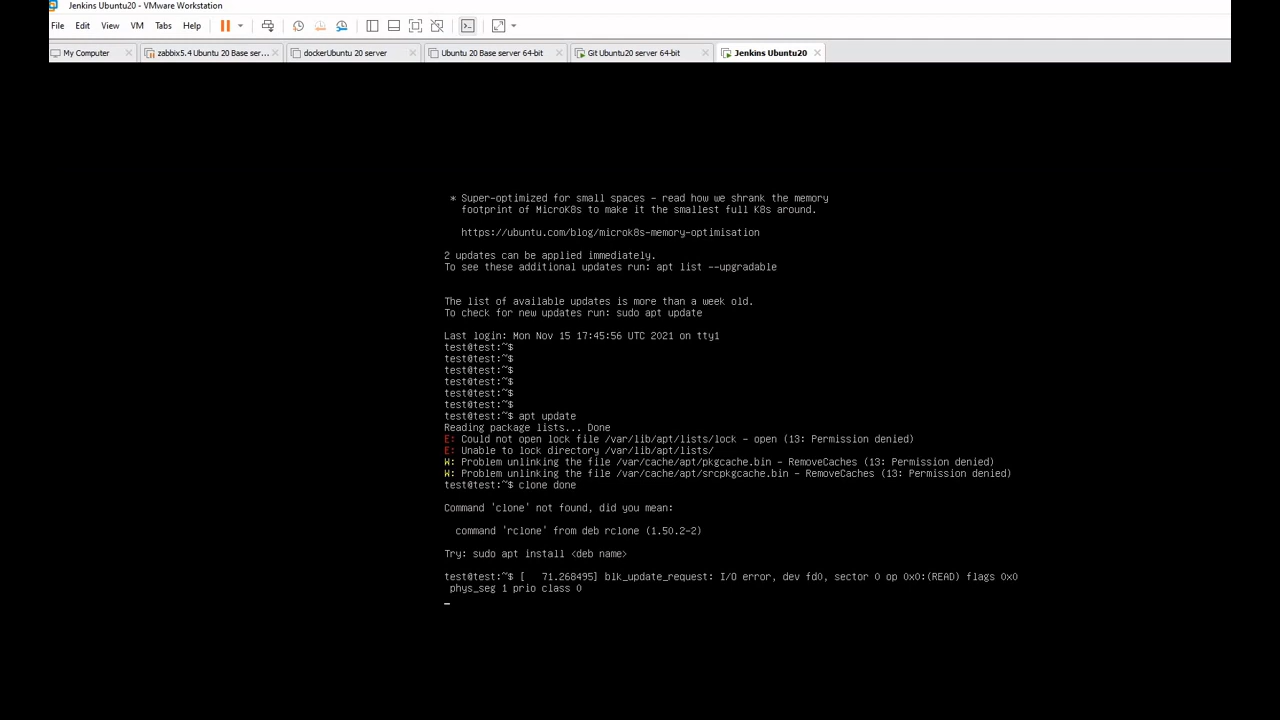 Jenkins Ubuntu20 - VMware Workstation
File Edit View VM Tabs Help
My Computer zabbix5.4 Ubuntu 20 Base ser... dockerUbuntu 20 server Ubuntu 20 Base server 64-bit Git Ubuntu20 server 64-bit Jenkins Ubuntu20
* Super-optimized for small spaces - read how we shrank the memory
footprint of MicroK8s to make it the smallest full K8s around.
https://ubuntu.com/blog/microk8s-memory-optimisation
2 updates can be applied immediately.
To see these additional updates run: apt list --upgradable
The list of available updates is more than a week old.
To check for new updates run: sudo apt update
Last login: Mon Nov 15 17:45:56 UTC 2021 on tty1
test@test:~$
test@test:~$
test@test:~$
test@test:~$
test@test:~$
test@test:~$
test@test:~$ apt update
Reading package lists... Done
E: Could not open lock file /var/lib/apt/lists/lock - open (13: Permission denied)
E: Unable to lock directory /var/lib/apt/lists/
W: Problem unlinking the file /var/cache/apt/pkgcache.bin - RemoveCaches (13: Permission denied)
W: Problem unlinking the file /var/cache/apt/srcpkgcache.bin - RemoveCaches (13: Permission denied)
test@test:~$ clone done
Command 'clone' not found, did you mean:
command 'rclone' from deb rclone (1.50.2-2)
Try: sudo apt install <deb name>
test@test:~$ [ 71.268495] blk_update_request: I/O error, dev fd0, sector 0 op 0x0:(READ) flags 0x0
phys_seg 1 prio class 0